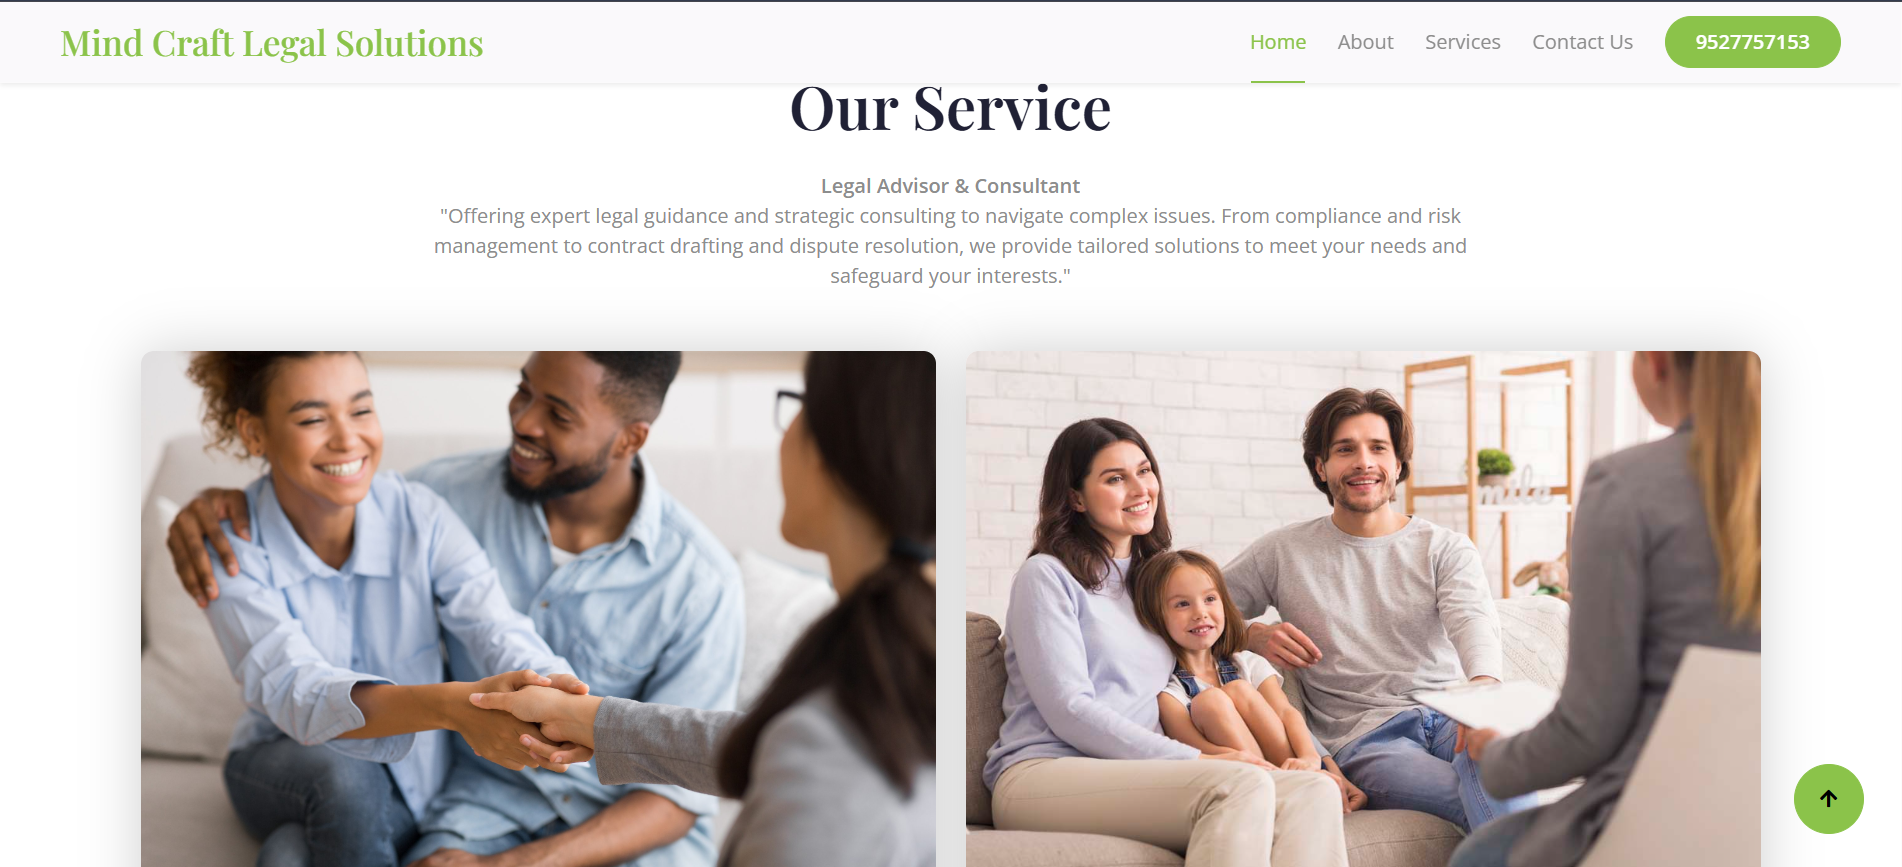 Mind Craft Legal Solutions
Home About Services Contact Us 9527757153
Our Service
Legal Advisor & Consultant
"Offering expert legal guidance and strategic consulting to navigate complex issues. From compliance and risk
management to contract drafting and dispute resolution, we provide tailored solutions to meet your needs and
safeguard your interests."